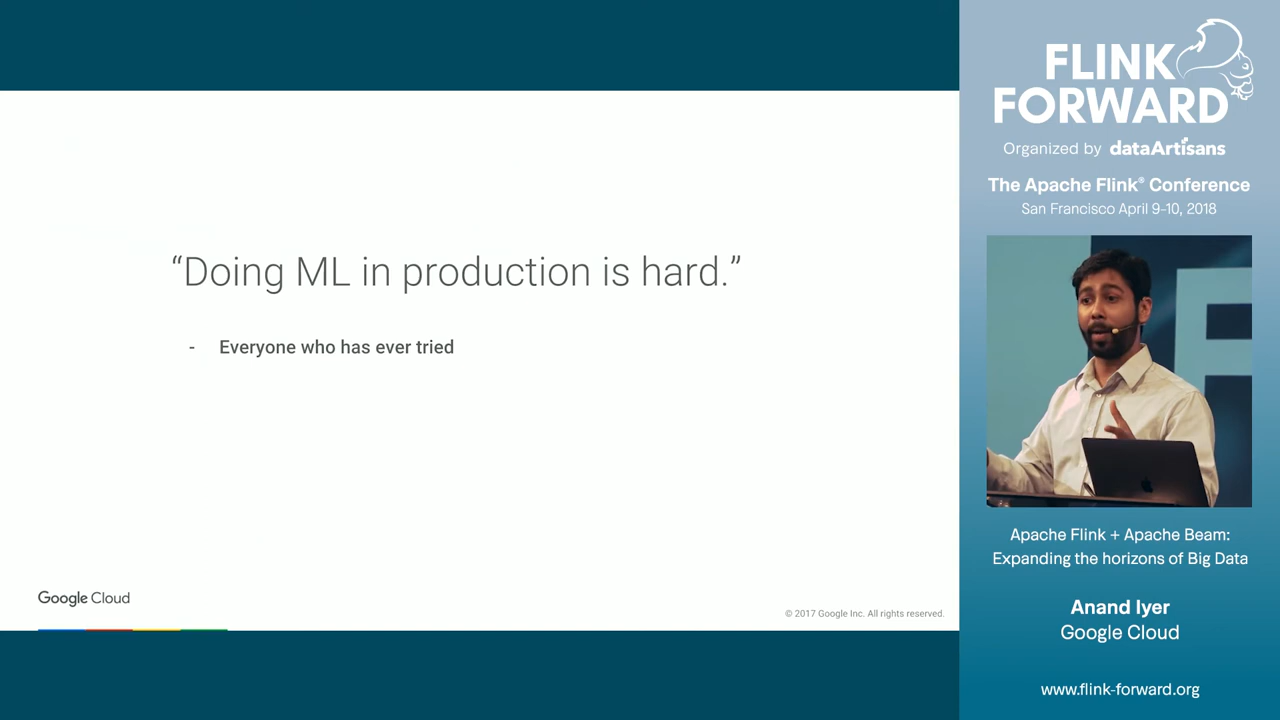 “Doing ML in production is hard.”
- Everyone who has ever tried
Google Cloud
© 2017 Google Inc. All rights reserved.
FLINK
FORWARD
Organized by dataArtisans
The Apache Flink® Conference
San Francisco April 9-10, 2018
Apache Flink + Apache Beam:
Expanding the horizons of Big Data
Anand Iyer
Google Cloud
www.flink-forward.org